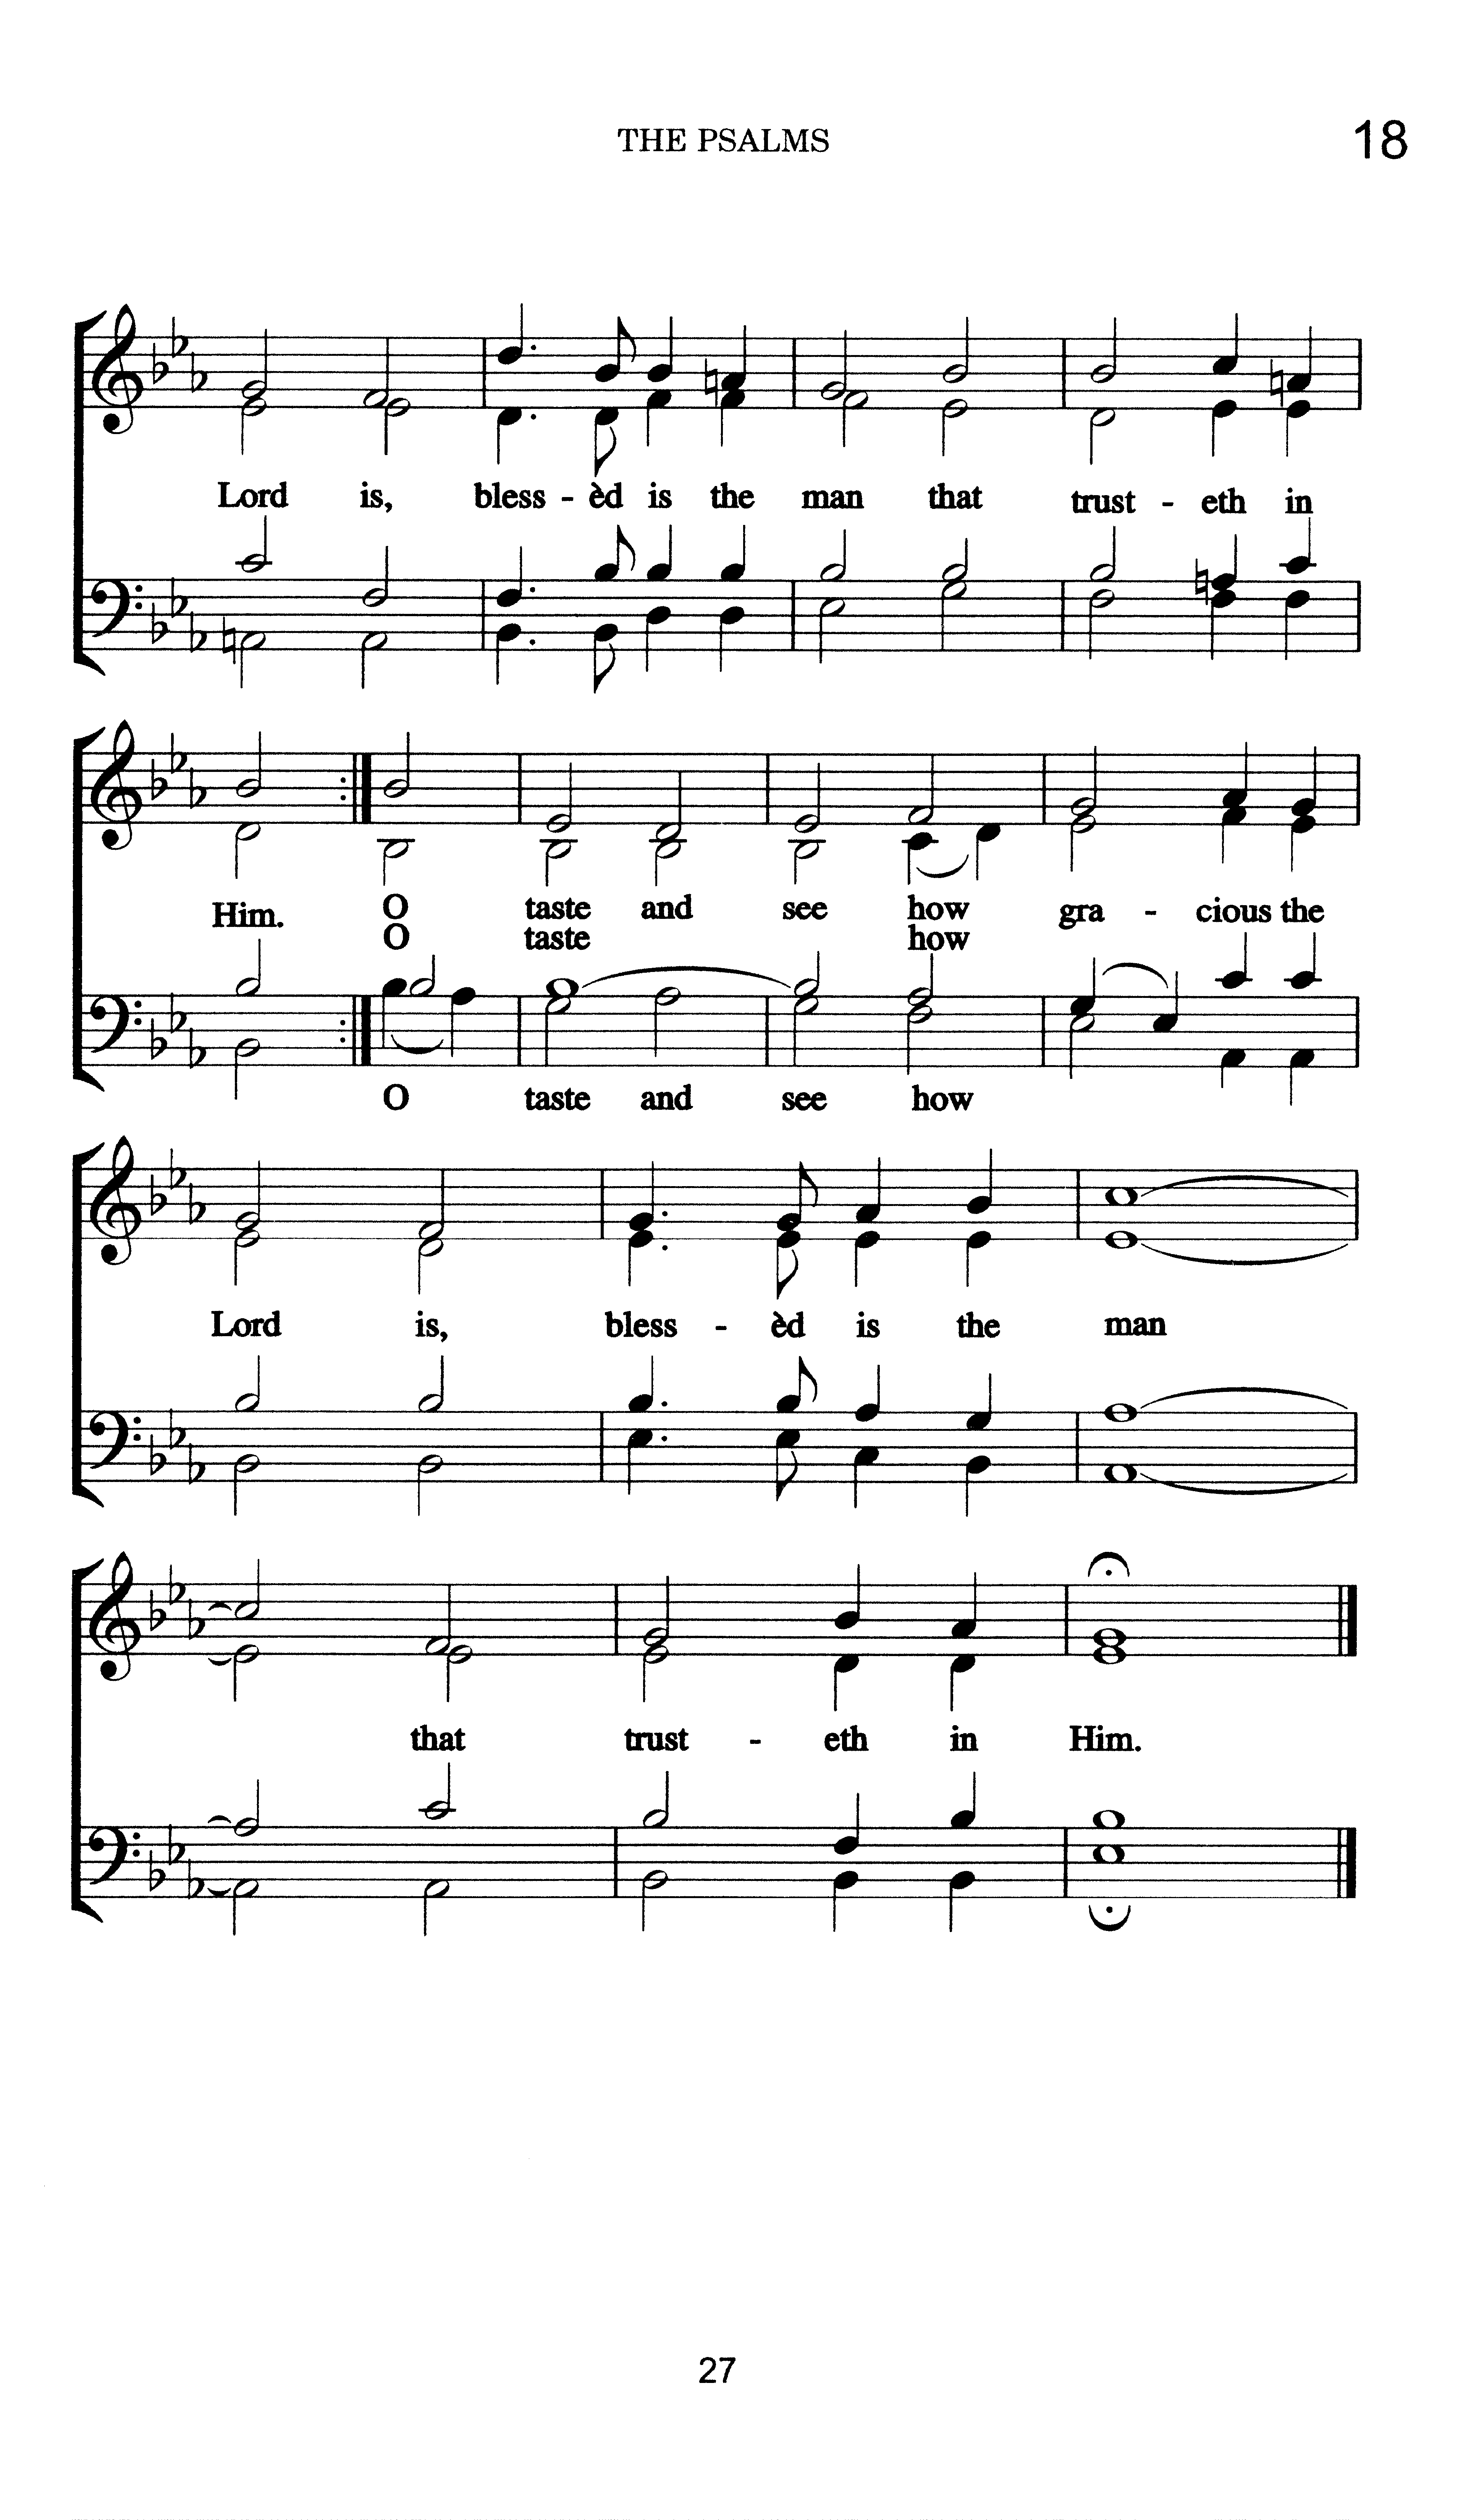 THE PSALMS 18
Lord is, bless - èd is the man that trust - eth in
Him. O taste and see how gra - cious the
O taste how
O taste and see how
Lord is, bless - èd is the man
that trust - eth in Him.
27